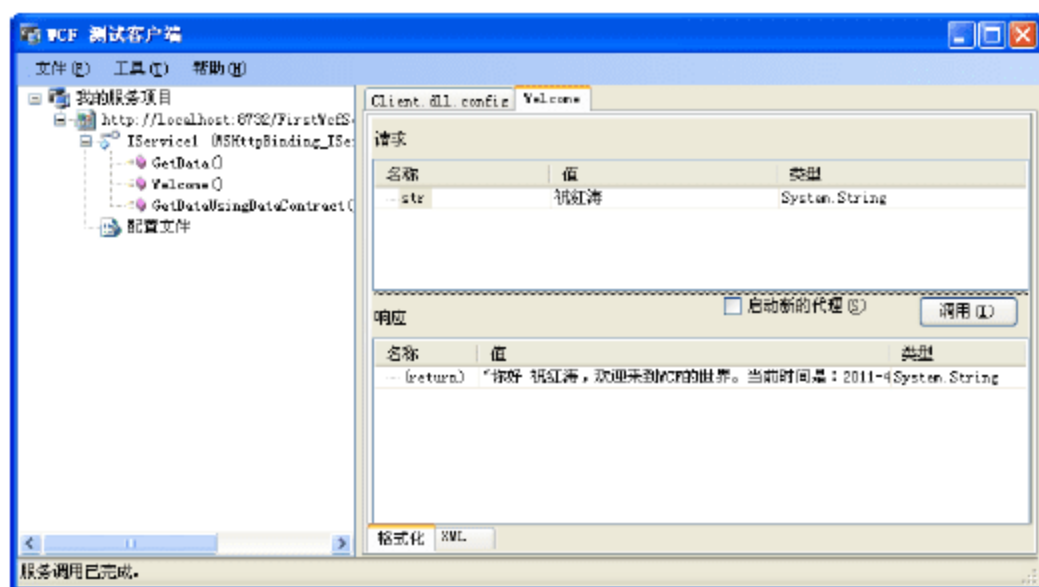 WCF 测试客户端
文件(F) 工具(T) 帮助(H)
我的服务项目
http://localhost:8732/FirstWcfS
IService1 (WSHttpBinding_ISe
GetData()
Welcome()
GetDataUsingDataContract(
配置文件
Client.dll.config Welcome
请求
名称 值 类型
str 祝红涛 System.String
响应
启动新的代理(S) 调用(I)
名称 值 类型
(return) "你好 祝红涛，欢迎来到WCF的世界。当前时间是：2011-4 System.String
格式化 XML
服务调用已完成。